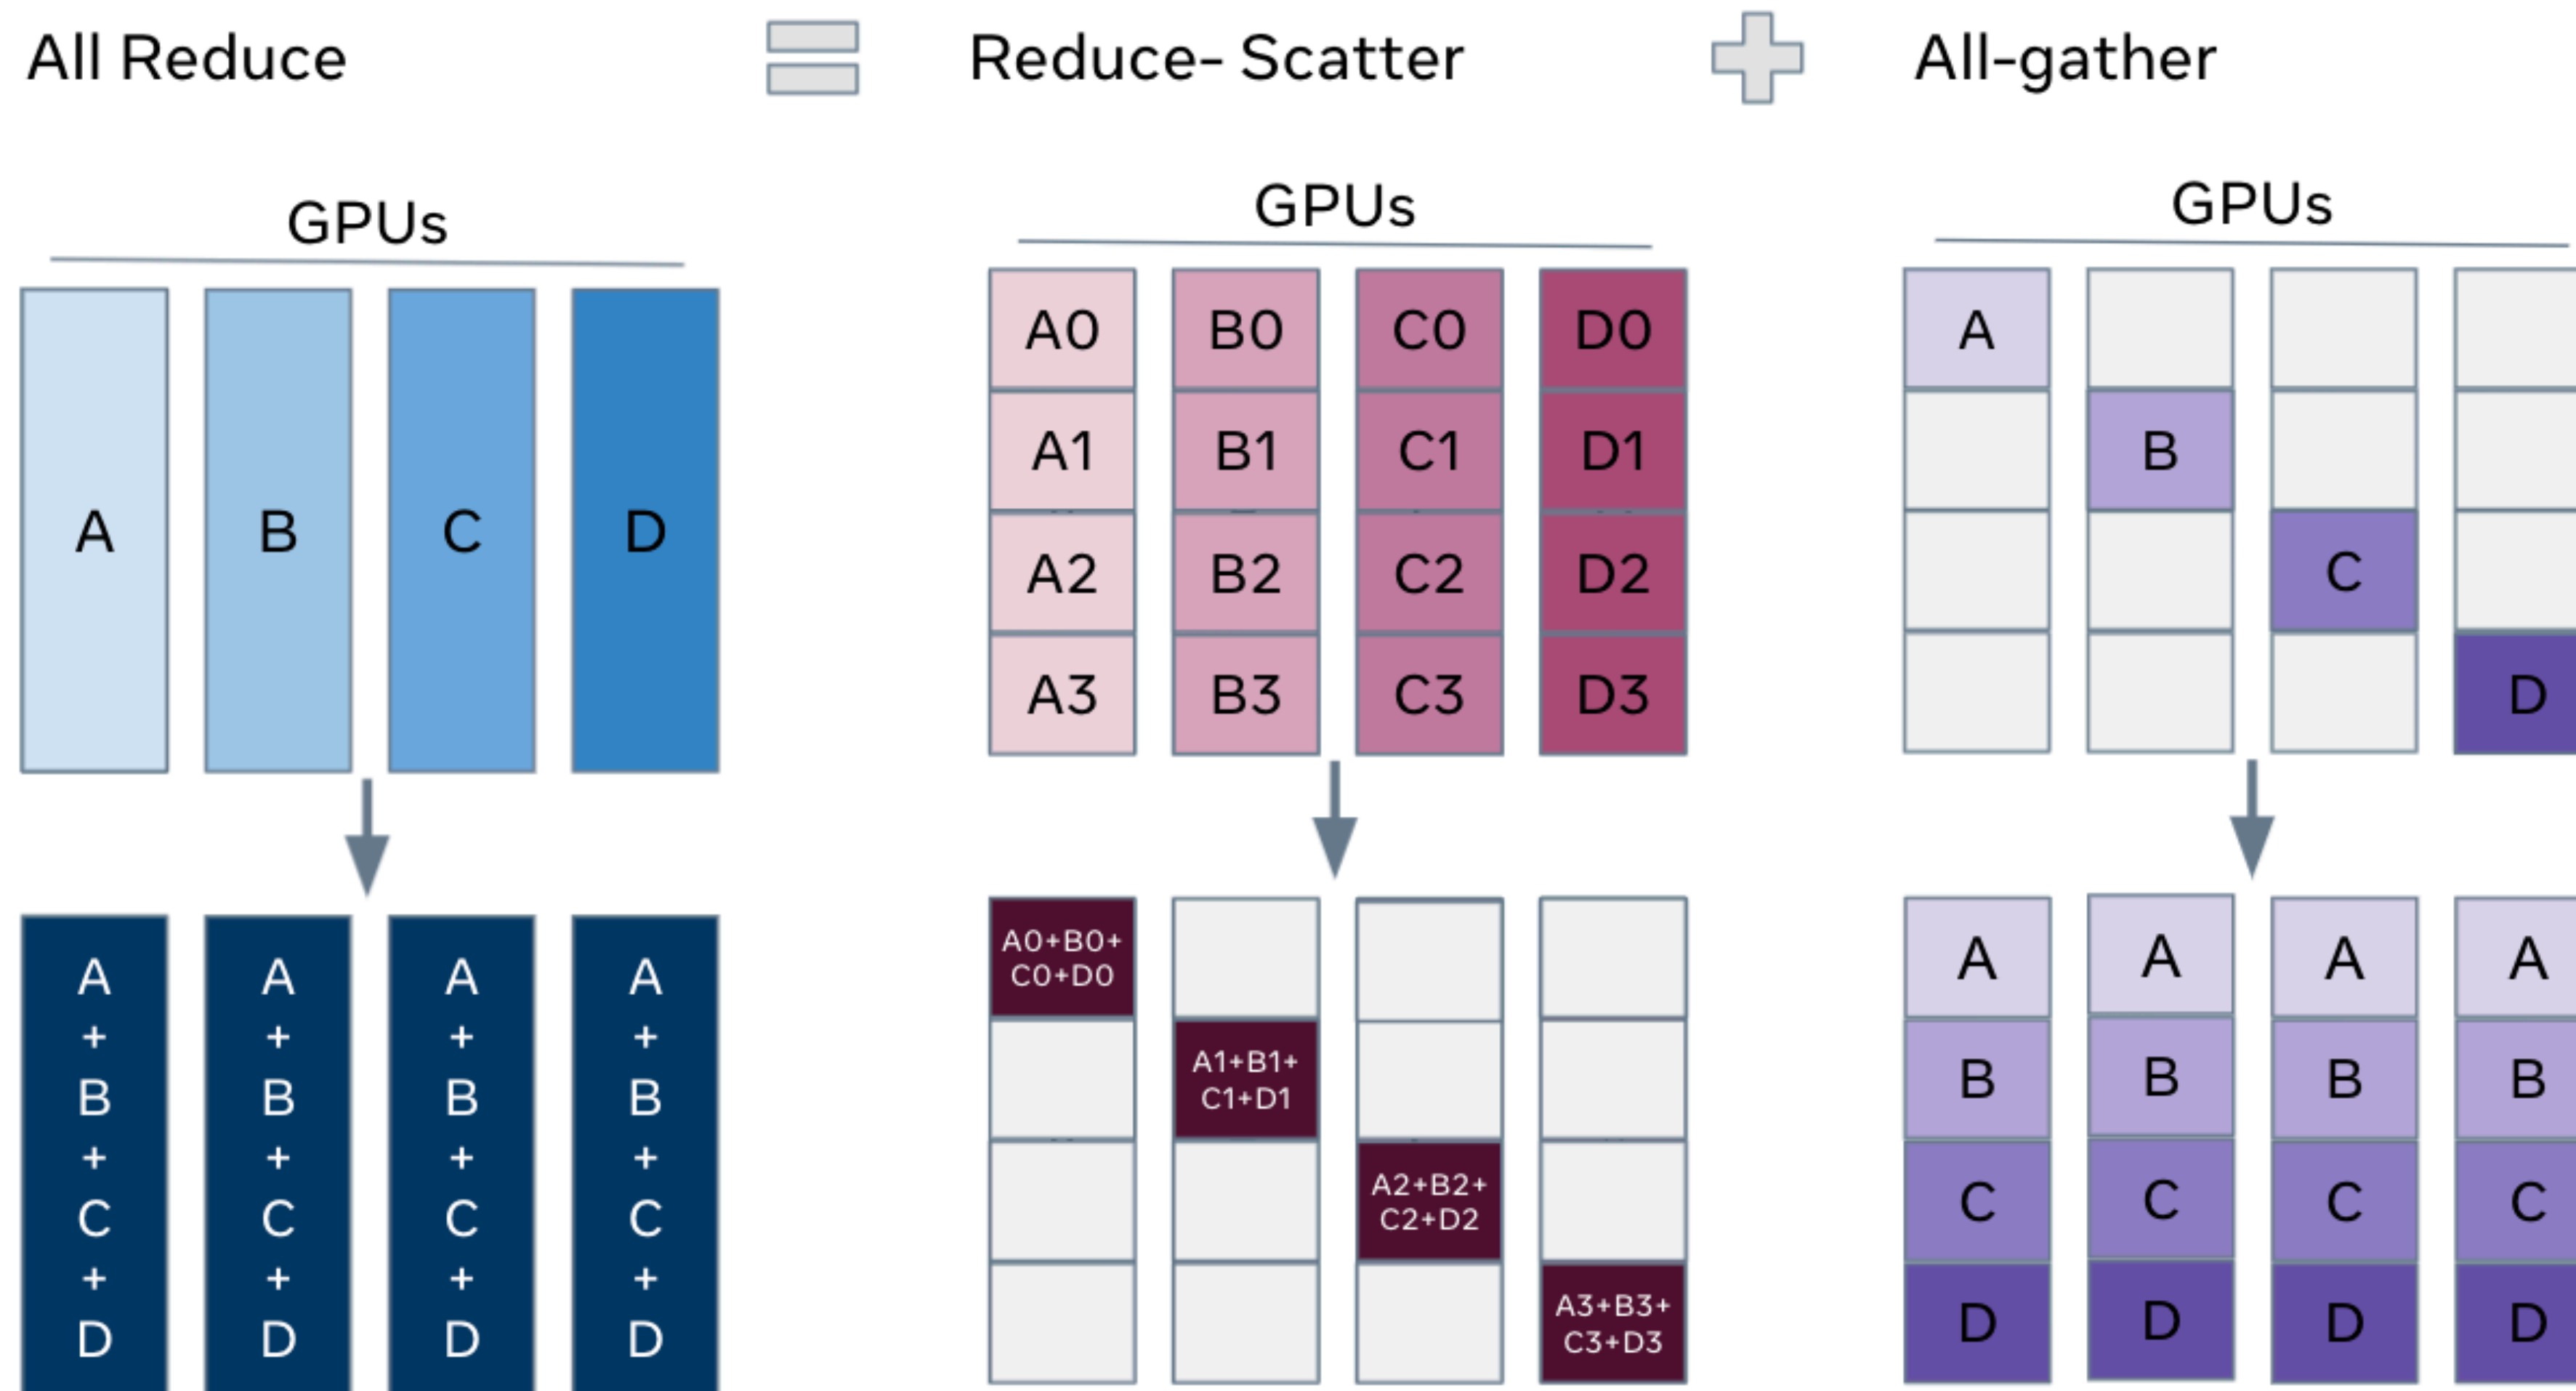 All Reduce
Reduce- Scatter
All-gather
GPUs
GPUs
GPUs
A B C D
A
+
B
+
C
+
D
A
+
B
+
C
+
D
A
+
B
+
C
+
D
A
+
B
+
C
+
D
A0 B0 C0 D0
A1 B1 C1 D1
A2 B2 C2 D2
A3 B3 C3 D3
A0+B0+
C0+D0
A1+B1+
C1+D1
A2+B2+
C2+D2
A3+B3+
C3+D3
A
B
C
D
A A A A
B B B B
C C C C
D D D D